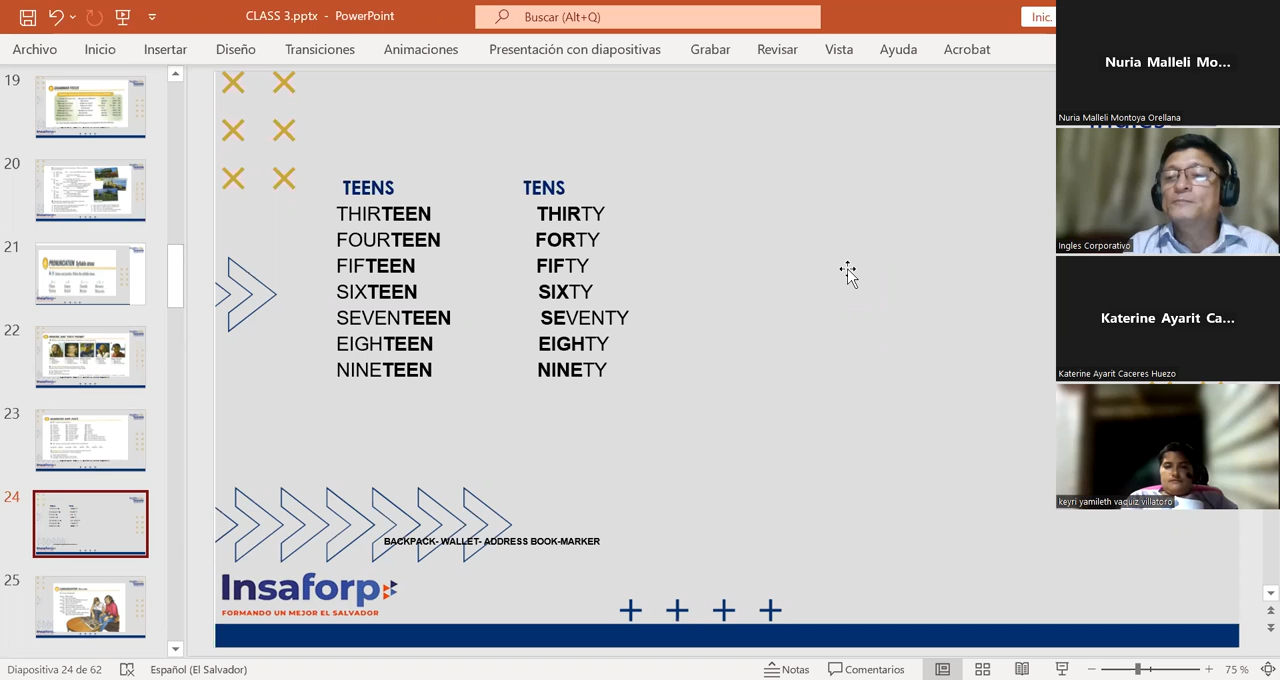 CLASS 3.pptx - PowerPoint
Buscar (Alt+Q)
Inic.
Archivo Inicio Insertar Diseño Transiciones Animaciones Presentación con diapositivas Grabar Revisar Vista Ayuda Acrobat
19
20
21
22
23
24
25
TEENS TENS
THIRTEEN THIRTY
FOURTEEN FORTY
FIFTEEN FIFTY
SIXTEEN SIXTY
SEVENTEEN SEVENTY
EIGHTEEN EIGHTY
NINETEEN NINETY
BACKPACK- WALLET- ADDRESS BOOK-MARKER
Insaforp
FORMANDO UN MEJOR EL SALVADOR
Nuria Malleli Mo...
Nuria Malleli Montoya Orellana
Ingles Corporativo
Katerine Ayarit Ca...
Katerine Ayarit Caceres Huezo
keyri yamileth vaquiz villatoro
Diapositiva 24 de 62 Español (El Salvador) Notas Comentarios 75 %